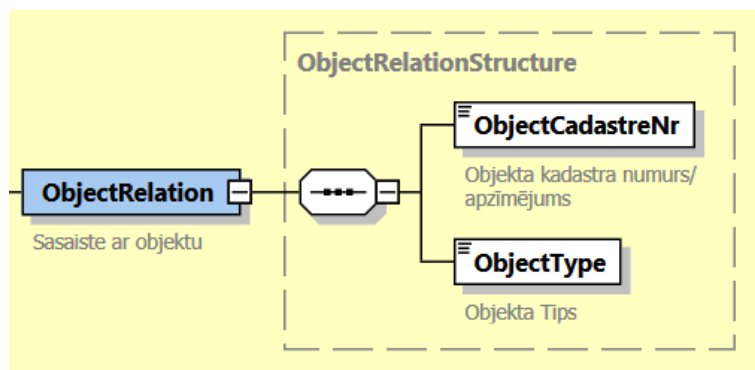 ObjectRelationStructure
ObjectCadastreNr
Objekta kadastra numurs/
apzīmējums
ObjectRelation
Sasaiste ar objektu
ObjectType
Objekta Tips